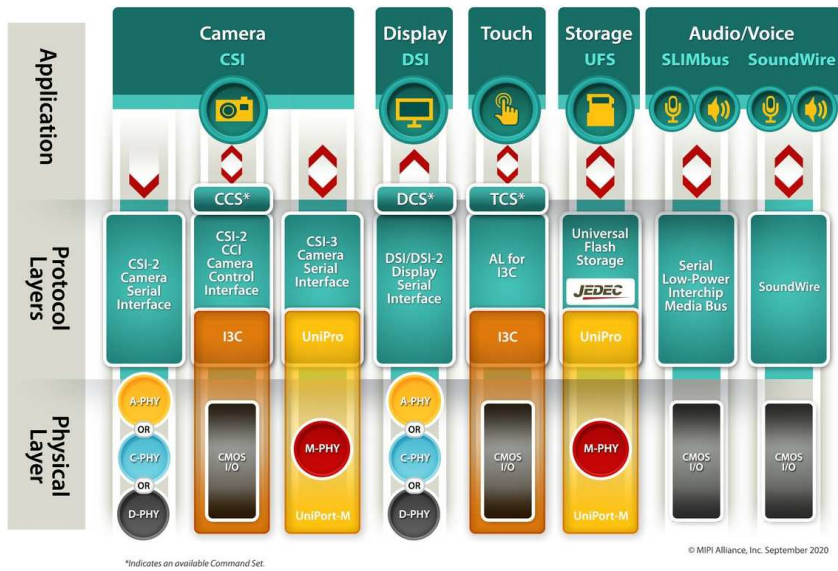 Application
Protocol
Layers
Physical
Layer
Camera
CSI
Display
DSI
Touch
Storage
UFS
Audio/Voice
SLIMbus
SoundWire
CCS*
DCS*
TCS*
CSI-2
Camera
Serial
Interface
CSI-2
CCI
Camera
Control
Interface
CSI-3
Camera
Serial
Interface
DSI/DSI-2
Display
Serial
Interface
AL for
I3C
Universal
Flash
Storage
JEDEC
Serial
Low-Power
Interchip
Media Bus
SoundWire
I3C
UniPro
I3C
UniPro
A-PHY
OR
C-PHY
OR
D-PHY
CMOS
I/O
M-PHY
UniPort-M
A-PHY
OR
C-PHY
OR
D-PHY
CMOS
I/O
M-PHY
UniPort-M
CMOS
I/O
CMOS
I/O
© MIPI Alliance, Inc. September 2020
*Indicates an available Command Set.